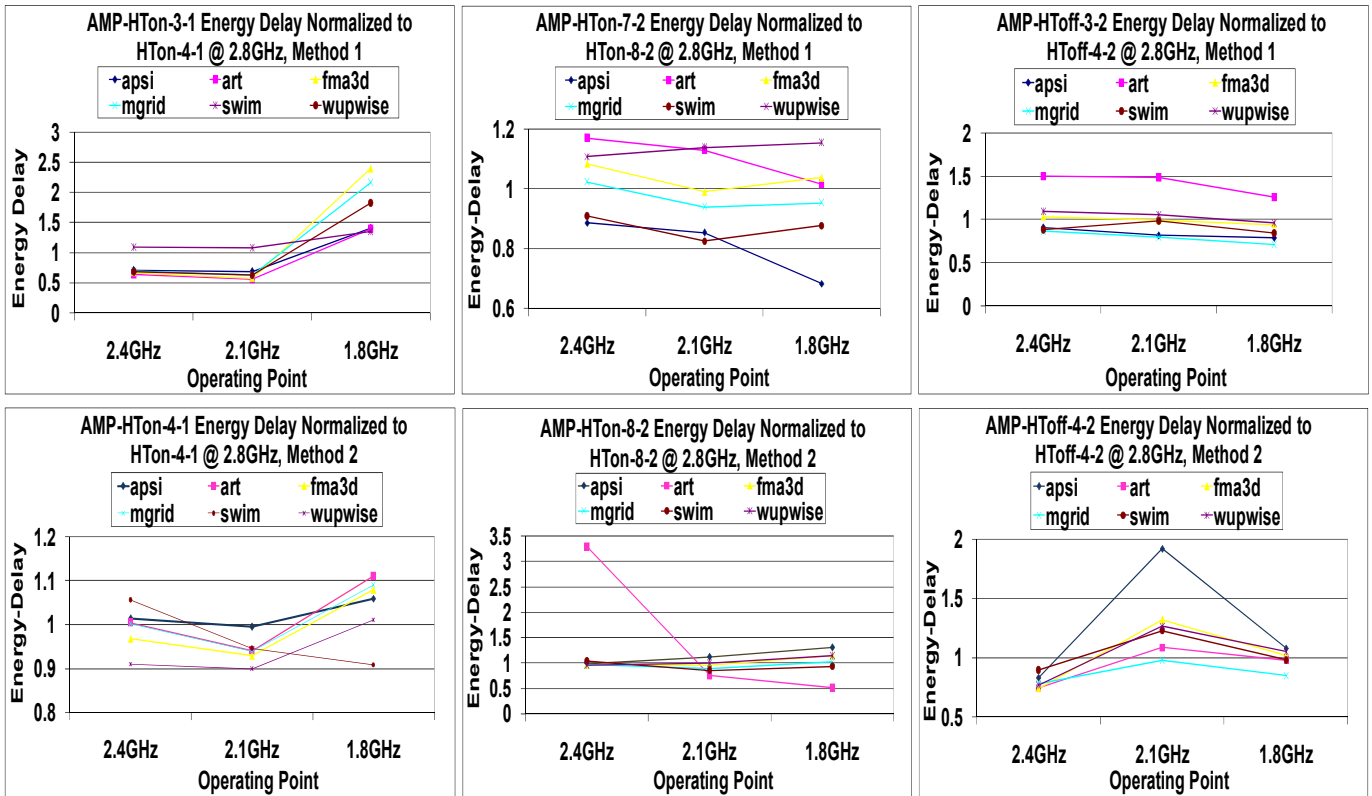 AMP-HTon-3-1 Energy Delay Normalized to
HTon-4-1 @ 2.8GHz, Method 1
apsi art fma3d
mgrid swim wupwise
3
2.5
2
1.5
1
0.5
0
Energy Delay
2.4GHz 2.1GHz 1.8GHz
Operating Point
AMP-HTon-7-2 Energy Delay Normalized to
HTon-8-2 @ 2.8GHz, Method 1
apsi art fma3d
mgrid swim wupwise
1.2
1
0.8
0.6
Energy-Delay
2.4GHz 2.1GHz 1.8GHz
Operating Point
AMP-HToff-3-2 Energy Delay Normalized to
HToff-4-2 @ 2.8GHz, Method 1
apsi art fma3d
mgrid swim wupwise
2
1.5
1
0.5
0
Energy-Delay
2.4GHz 2.1GHz 1.8GHz
Operating Point
AMP-HTon-4-1 Energy Delay Normalized to
HTon-4-1 @ 2.8GHz, Method 2
apsi art fma3d
mgrid swim wupwise
1.2
1.1
1
0.9
0.8
Energy-Delay
2.4GHz 2.1GHz 1.8GHz
Operating Point
AMP-HTon-8-2 Energy Delay Normalized to
HTon-8-2 @ 2.8GHz, Method 2
apsi art fma3d
mgrid swim wupwise
3.5
3
2.5
2
1.5
1
0.5
0
Energy-Delay
2.4GHz 2.1GHz 1.8GHz
Operating Point
AMP-HToff-4-2 Energy Delay Normalized to
HToff-4-2 @ 2.8GHz, Method 2
apsi art fma3d
mgrid swim wupwise
2
1.5
1
0.5
Energy-Delay
2.4GHz 2.1GHz 1.8GHz
Operating Point